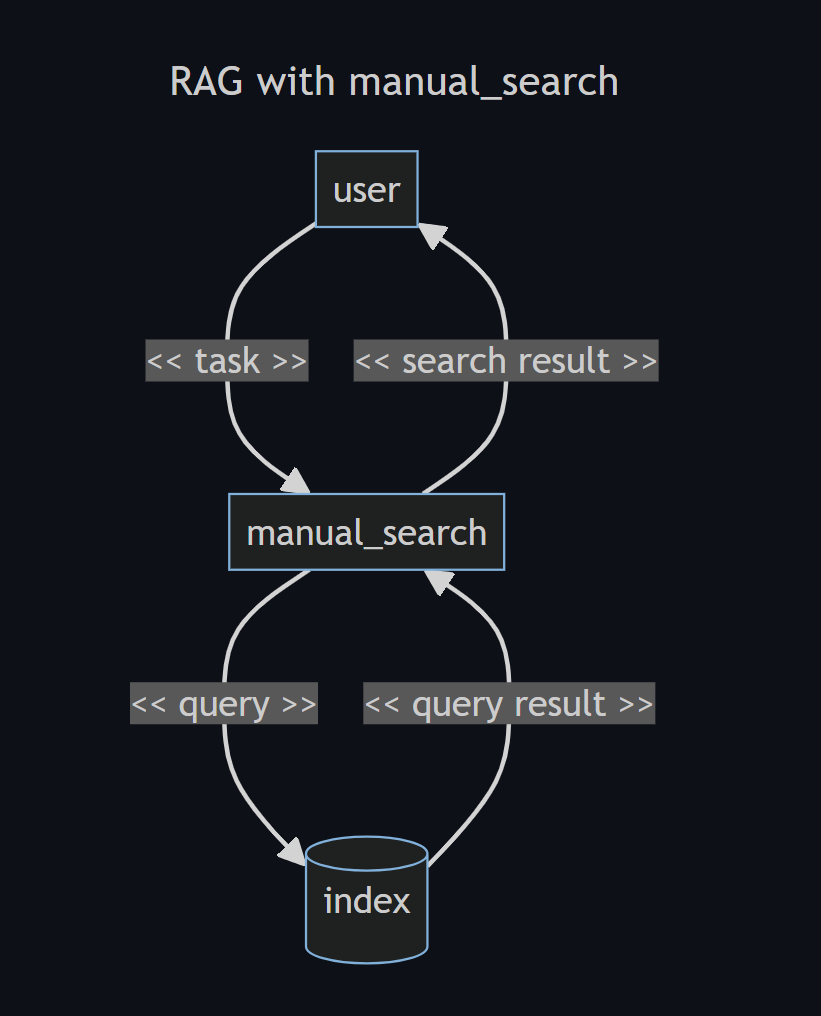 RAG with manual_search
user
<< task >>
<< search result >>
manual_search
<< query >>
<< query result >>
index